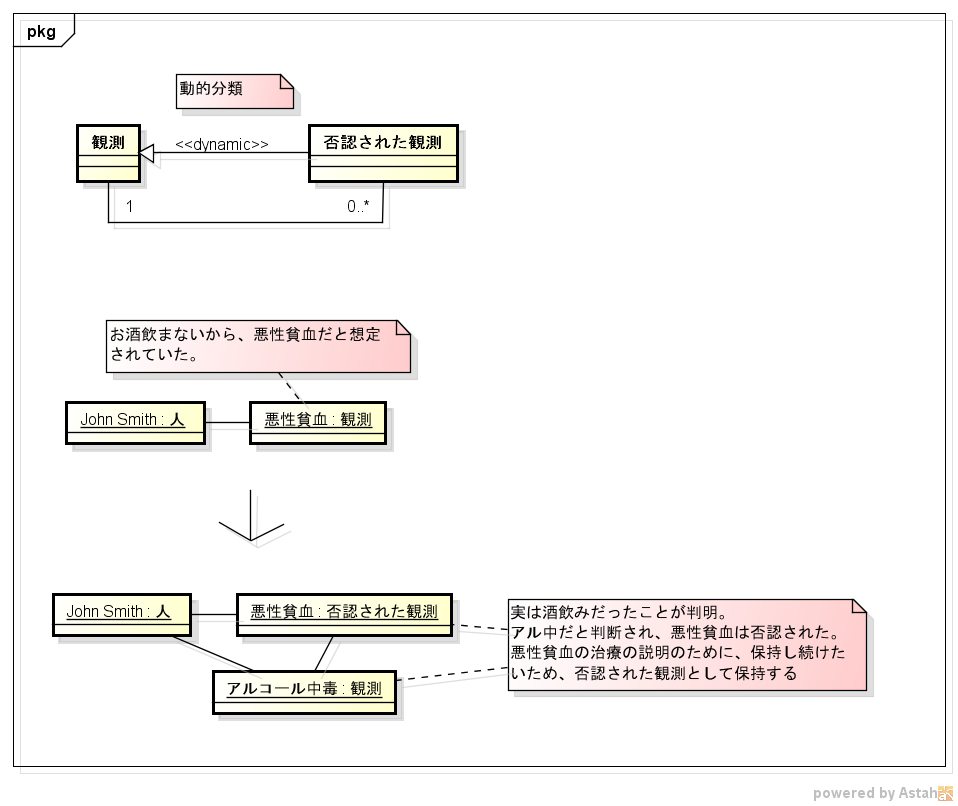 pkg
動的分類
観測
<<dynamic>>
否認された観測
1
0..*
お酒飲まないから、悪性貧血だと想定
されていた。
John Smith : 人
悪性貧血 : 観測
John Smith : 人
悪性貧血 : 否認された観測
実は酒飲みだったことが判明。
アル中だと判断され、悪性貧血は否認された。
悪性貧血の治療の説明のために、保持し続けた
いため、否認された観測として保持する
アルコール中毒 : 観測
powered by Astah